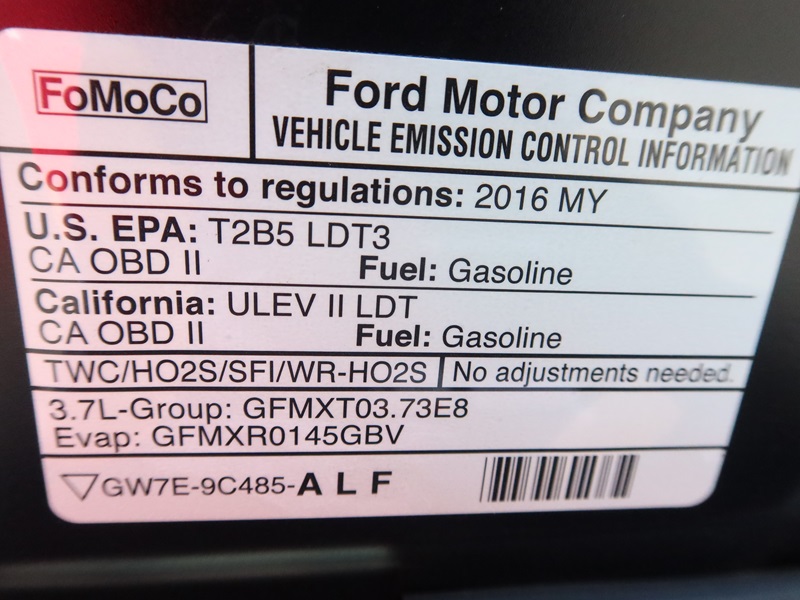 FoMoCo
Ford Motor Company
VEHICLE EMISSION CONTROL INFORMATION
Conforms to regulations: 2016 MY
U.S. EPA: T2B5 LDT3
CA OBD II Fuel: Gasoline
California: ULEV II LDT
CA OBD II Fuel: Gasoline
TWC/HO2S/SFI/WR-HO2S No adjustments needed.
3.7L-Group: GFMXT03.73E8
Evap: GFMXR0145GBV
GW7E-9C485-A L F